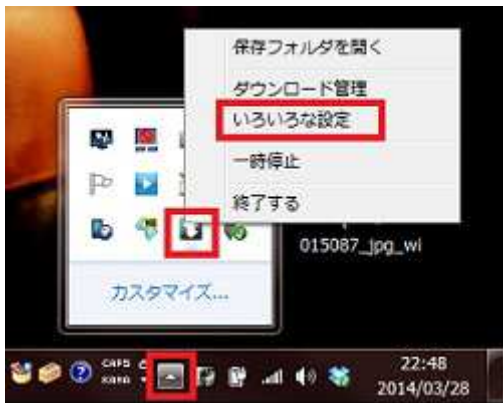 保存フォルダを開く
ダウンロード管理
いろいろな設定
一時停止
終了する
015087_jpg_wi
カスタマイズ...
CAPS
KANA
22:48
2014/03/28